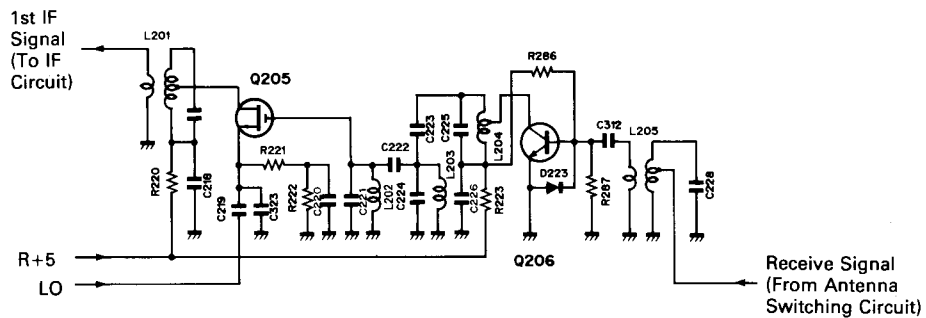 1st IF
Signal
(To IF
Circuit)
L201
Q205
R286
C223
C225
L204
C312
L205
R221
C222
L203
D223
R220
C218
C219
C323
R222
C220
C221
L202
C224
C226
R223
R287
C228
Q206
R+5
LO
Receive Signal
(From Antenna
Switching Circuit)